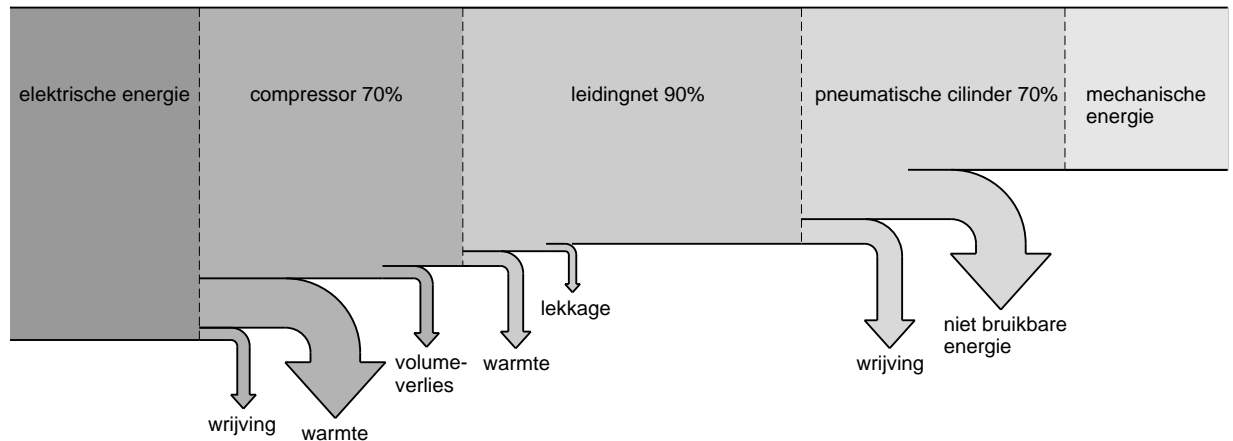 elektrische energie
compressor 70%
leidingnet 90%
pneumatische cilinder 70%
mechanische
energie
wrijving
warmte
volume-
verlies
warmte
lekkage
wrijving
niet bruikbare
energie